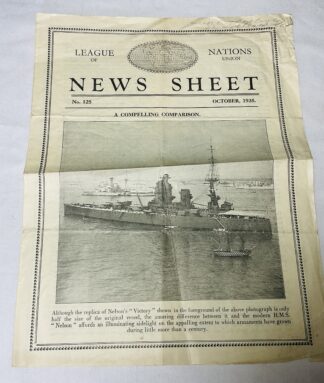 LEAGUE NATIONS
OF UNION
NEWS SHEET
No. 125 OCTOBER, 1936.
A COMPELLING COMPARISON.
Although the replica of Nelson's "Victory" shown in the foreground of the above photograph is only
half the size of the original vessel, the amazing difference between it and the modern H.M.S.
"Nelson" affords an illuminating sidelight on the appalling extent to which armaments have grown
during little more than a century.